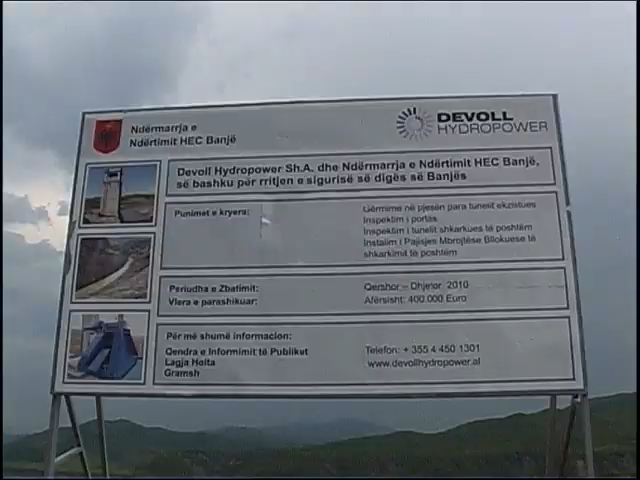 Ndërmarrja e
Ndërtimit HEC Banjë
DEVOLL
HYDROPOWER
Devoll Hydropower Sh.A. dhe Ndërmarrja e Ndërtimit HEC Banjë,
së bashku për rritjen e sigurisë së digës së Banjës
Punimet e kryera:
Gërmime në pjesën para tunelit ekzistues
Inspektim i portës
Inspektim i tunelit shkarkues të poshtëm
Instalim i Pajisjes Mbrojtëse Bllokuese të
shkarkimit të poshtëm
Periudha e Zbatimit: Qershor – Dhjetor 2010
Vlera e parashikuar: Afërsisht: 400.000 Euro
Për më shumë informacion:
Qendra e Informimit të Publikut
Lagja Holta
Gramsh
Telefon: + 355 4 450 1301
www.devollhydropower.al